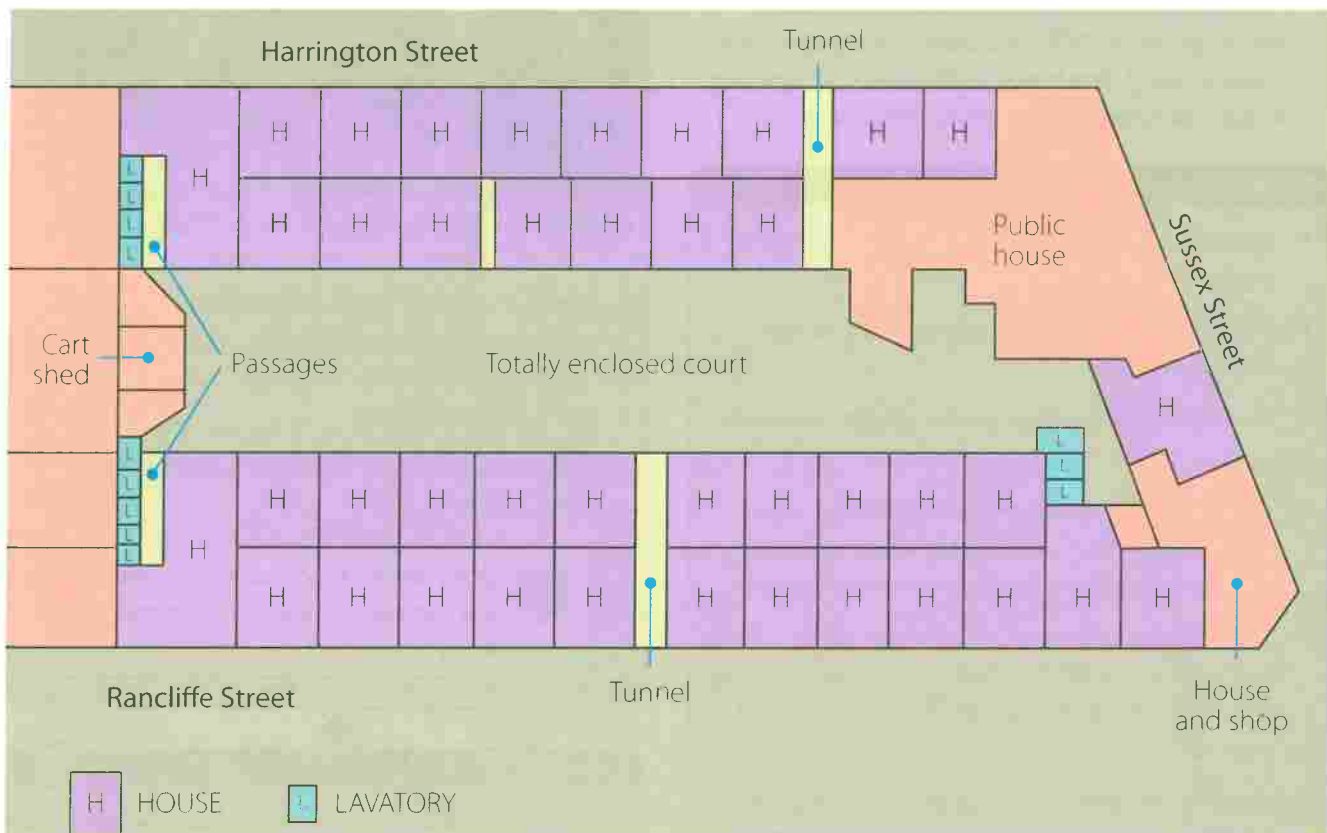 Tunnel
Harrington Street
H H H H H H H H H
L
L
L
L
H
H H H H H H H
Public
house
Sussex Street
Cart
shed
Passages
Totally enclosed court
H
L
L
L
L
L
L
L
L
H
H H H H H H H H H H
H H H H H H H H H H H H
Rancliffe Street
Tunnel
House
and shop
H HOUSE
L LAVATORY